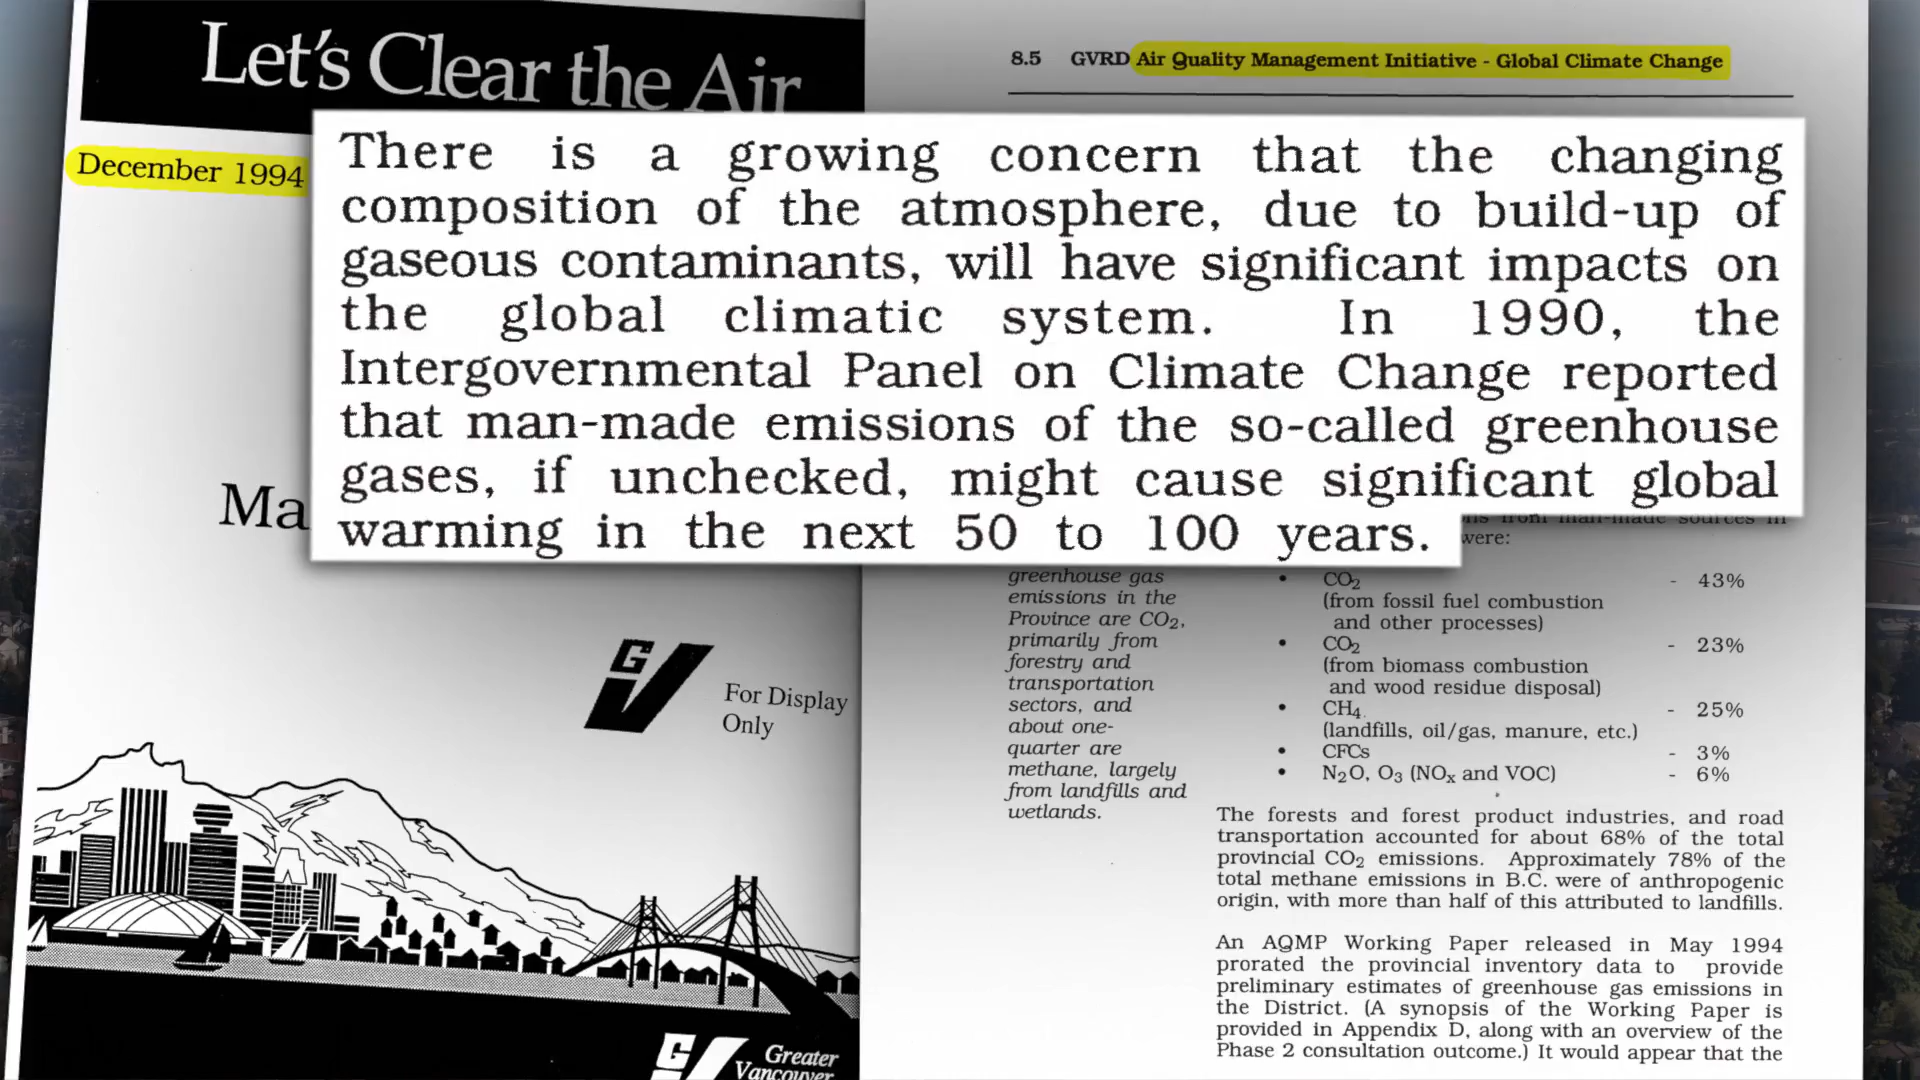 Let's Clear the Air
December 1994
Ma
For Display
Only
Greater
Vancouver
8.5 GVRD Air Quality Management Initiative - Global Climate Change
There is a growing concern that the changing
composition of the atmosphere, due to build-up of
gaseous contaminants, will have significant impacts on
the global climatic system. In 1990, the
Intergovernmental Panel on Climate Change reported
that man-made emissions of the so-called greenhouse
gases, if unchecked, might cause significant global
warming in the next 50 to 100 years.
from man-made sources in
were:
greenhouse gas
emissions in the
Province are CO₂,
primarily from
forestry and
transportation
sectors, and
about one-
quarter are
methane, largely
from landfills and
wetlands.
• CO₂ - 43%
(from fossil fuel combustion
and other processes)
• CO₂ - 23%
(from biomass combustion
and wood residue disposal)
• CH₄ - 25%
(landfills, oil/gas, manure, etc.)
• CFCs - 3%
• N₂O, O₃ (NOₓ and VOC) - 6%
The forests and forest product industries, and road
transportation accounted for about 68% of the total
provincial CO₂ emissions. Approximately 78% of the
total methane emissions in B.C. were of anthropogenic
origin, with more than half of this attributed to landfills.
An AQMP Working Paper released in May 1994
prorated the provincial inventory data to provide
preliminary estimates of greenhouse gas emissions in
the District. (A synopsis of the Working Paper is
provided in Appendix D, along with an overview of the
Phase 2 consultation outcome.) It would appear that the